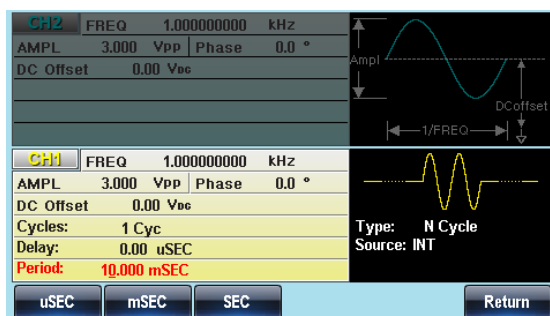 CH2 FREQ 1.000000000 kHz
AMPL 3.000 Vpp Phase 0.0 °
DC Offset 0.00 VDC
Ampl
DCoffset
1/FREQ
CH1 FREQ 1.000000000 kHz
AMPL 3.000 Vpp Phase 0.0 °
DC Offset 0.00 VDC
Cycles: 1 Cyc
Delay: 0.00 uSEC
Period: 10.000 mSEC
Type: N Cycle
Source: INT
uSEC mSEC SEC Return